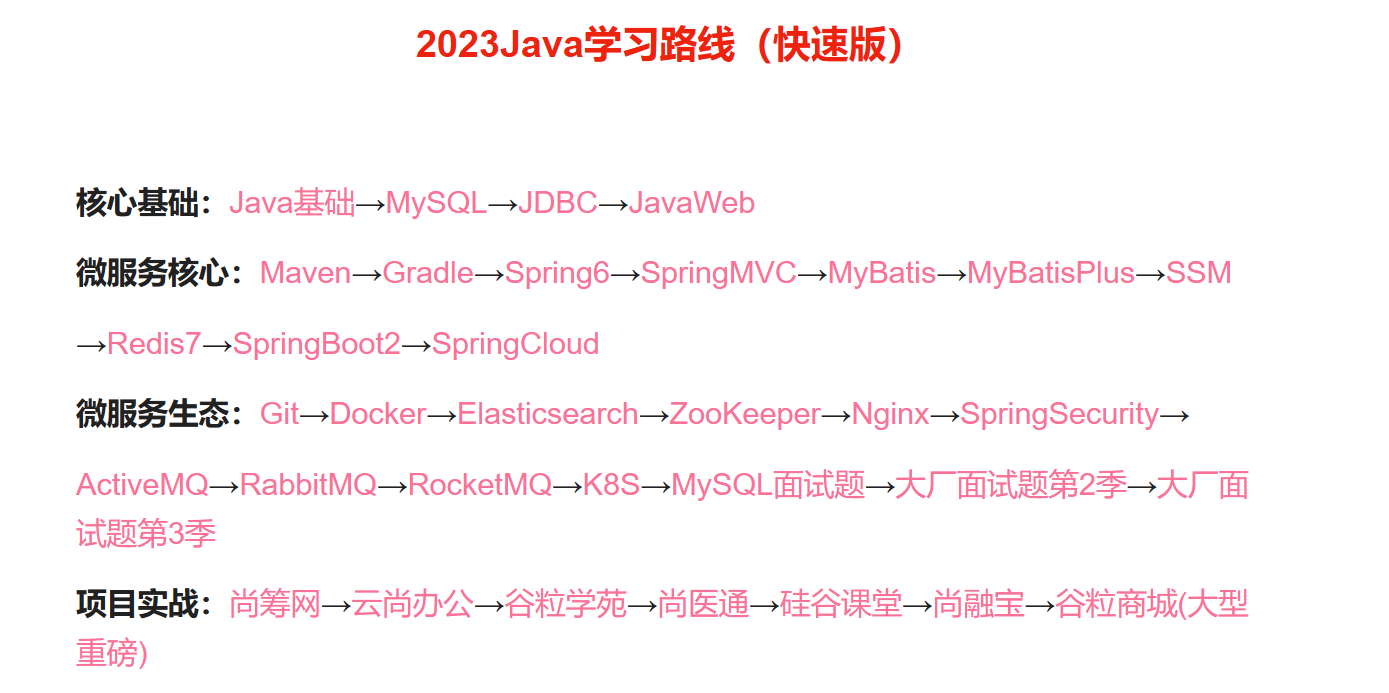 2023Java学习路线（快速版）
核心基础：Java基础→MySQL→JDBC→JavaWeb
微服务核心：Maven→Gradle→Spring6→SpringMVC→MyBatis→MyBatisPlus→SSM
→Redis7→SpringBoot2→SpringCloud
微服务生态：Git→Docker→Elasticsearch→ZooKeeper→Nginx→SpringSecurity→
ActiveMQ→RabbitMQ→RocketMQ→K8S→MySQL面试题→大厂面试题第2季→大厂面
试题第3季
项目实战：尚筹网→云尚办公→谷粒学苑→尚医通→硅谷课堂→尚融宝→谷粒商城(大型
重磅)